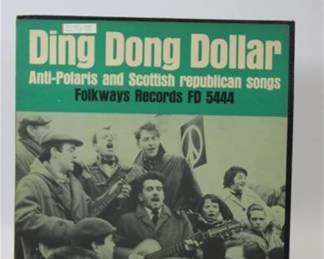 Ding Dong Dollar
Anti-Polaris and Scottish republican songs
Folkways Records FD 5444